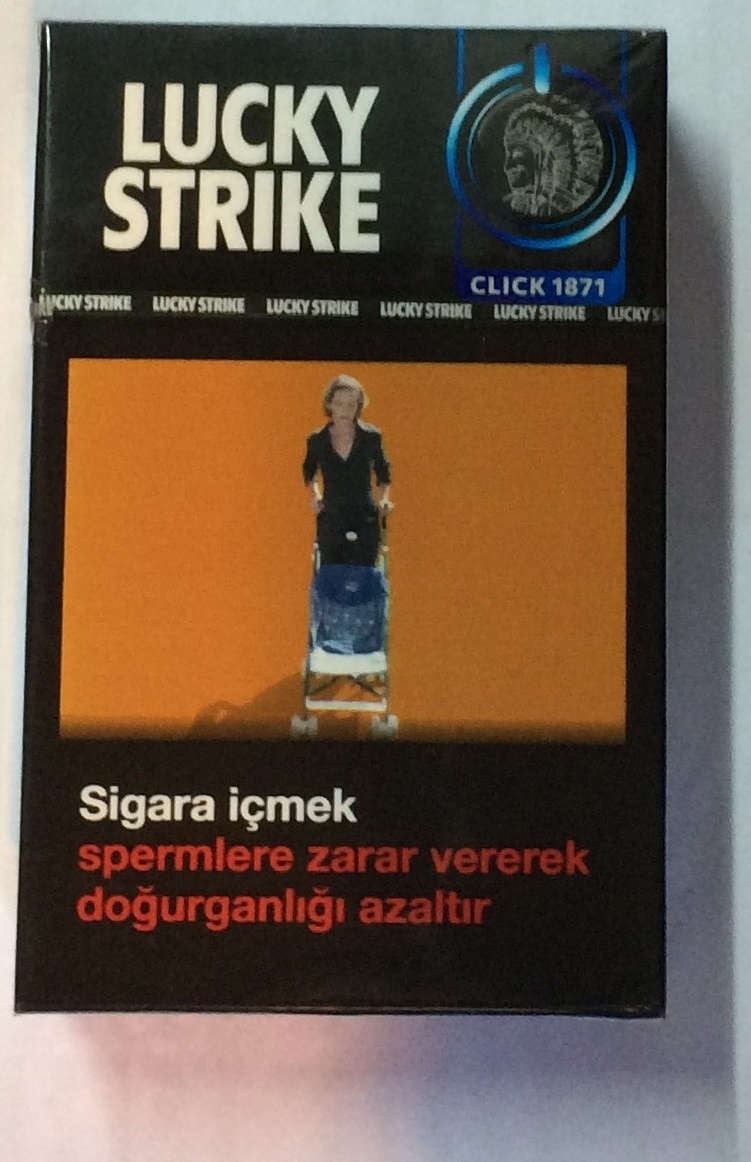 LUCKY
STRIKE
CLICK 1871
LUCKY STRIKE LUCKY STRIKE LUCKY STRIKE LUCKY STRIKE LUCKY STRIKE LUCKY S
Sigara içmek
spermlere zarar vererek
doğurganlığı azaltır